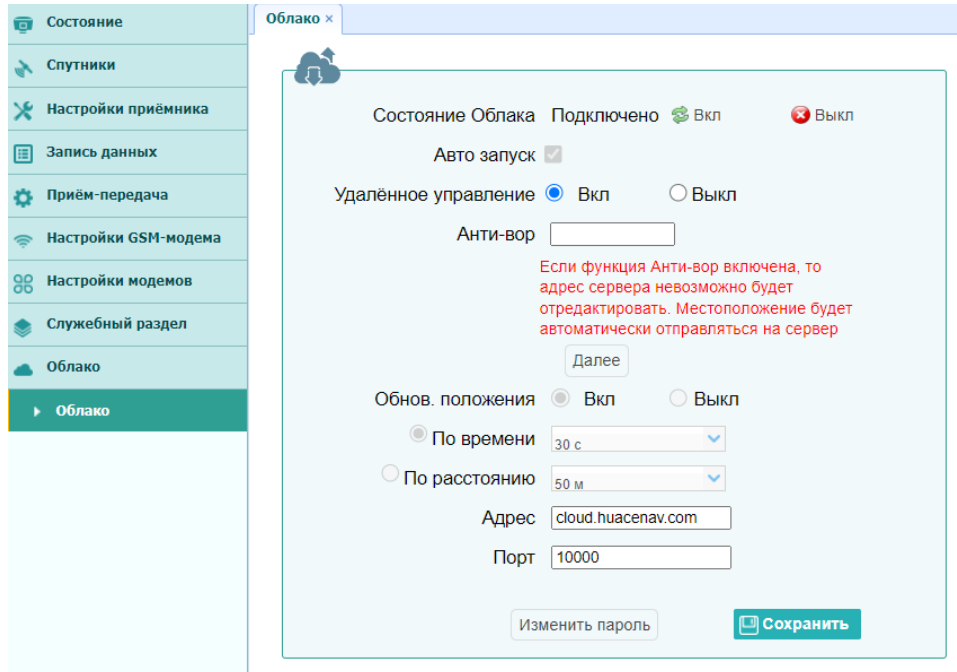 Состояние
Спутники
Настройки приёмника
Запись данных
Приём-передача
Настройки GSM-модема
Настройки модемов
Служебный раздел
Облако
Облако
Облако ×
Состояние Облака Подключено Вкл Выкл
Авто запуск
Удалённое управление Вкл Выкл
Анти-вор
Если функция Анти-вор включена, то
адрес сервера невозможно будет
отредактировать. Местоположение будет
автоматически отправляться на сервер
Далее
Обнов. положения Вкл Выкл
По времени 30 с
По расстоянию 50 м
Адрес cloud.huacenav.com
Порт 10000
Изменить пароль Сохранить